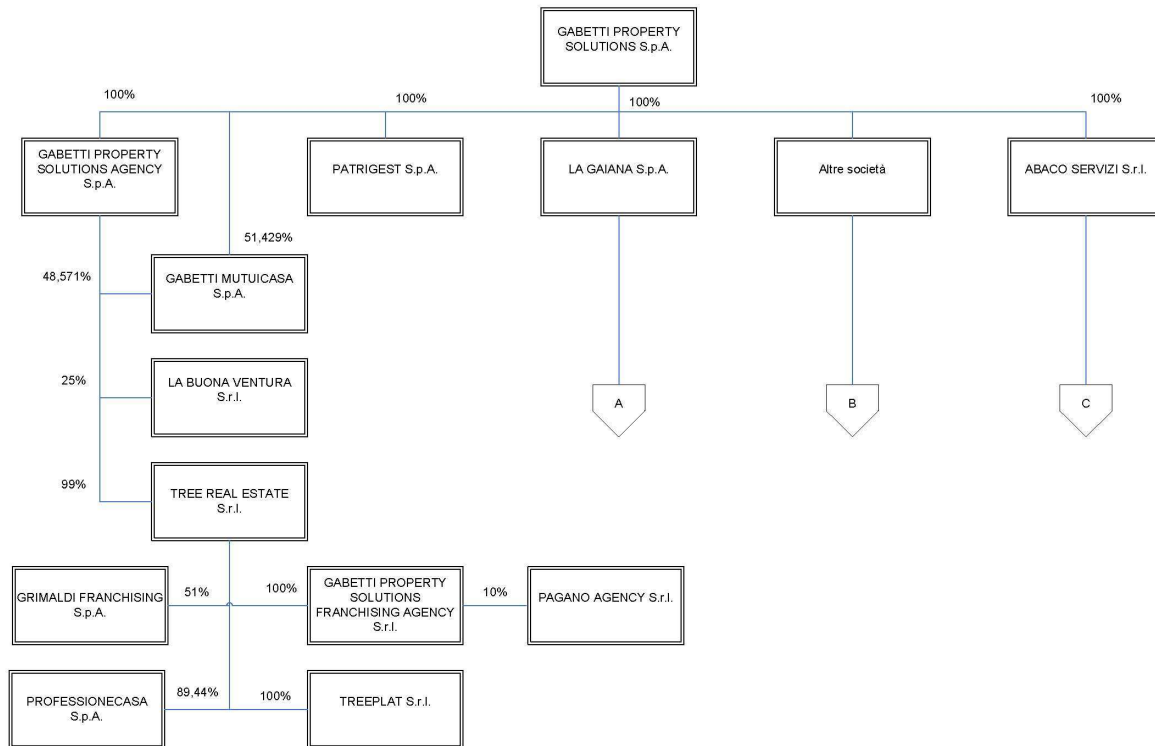 GABETTI PROPERTY
SOLUTIONS S.p.A.
100%
100%
100%
100%
GABETTI PROPERTY
SOLUTIONS AGENCY
S.p.A.
PATRIGEST S.p.A.
LA GAIANA S.p.A.
Altre società
ABACO SERVIZI S.r.l.
51,429%
48,571%
GABETTI MUTUICASA
S.p.A.
25%
LA BUONA VENTURA
S.r.l.
A
B
C
99%
TREE REAL ESTATE
S.r.l.
GRIMALDI FRANCHISING
S.p.A.
51%
100%
GABETTI PROPERTY
SOLUTIONS
FRANCHISING AGENCY
S.r.l.
10%
PAGANO AGENCY S.r.l.
PROFESSIONECASA
S.p.A.
89,44%
100%
TREEPLAT S.r.l.